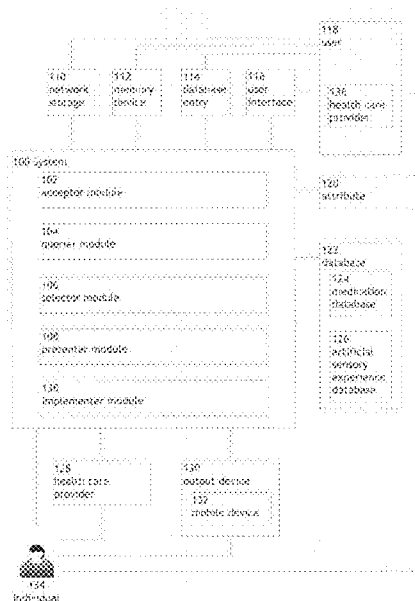 118
user
110
network
storage
112
memory
device
114
database
entry
116
user
interface
136
health care
provider
100 System
102
acceptor module
104
querier module
106
selector module
108
presenter module
138
implementer module
120
attribute
122
database
124
medication
database
126
artificial
sensory
experience
database
128
health care
provider
130
output device
132
mobile device
134
Individual